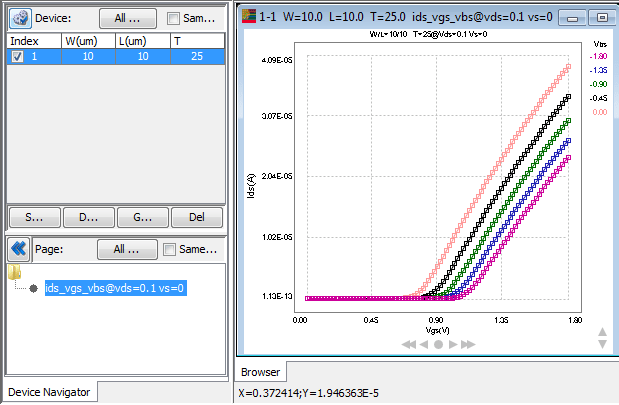 Device: All ... Sam...
Index W(um) L(um) T
1 10 10 25
S... D... G... Del
Page: All ... Same...
ids_vgs_vbs@vds=0.1 vs=0
Device Navigator
1-1 W=10.0 L=10.0 T=25.0 ids_vgs_vbs@vds=0.1 vs=0
W/L=10/10 T=25@Vds=0.1 Vs=0
Vbs
-1.80
-1.35
-0.90
-0.45
0.00
4.09E-05
3.07E-05
2.04E-05
1.02E-05
1.13E-13
Ids(A)
0.00 0.45 0.90 1.35 1.80
Vgs(V)
Browser
X=0.372414;Y=1.946363E-5